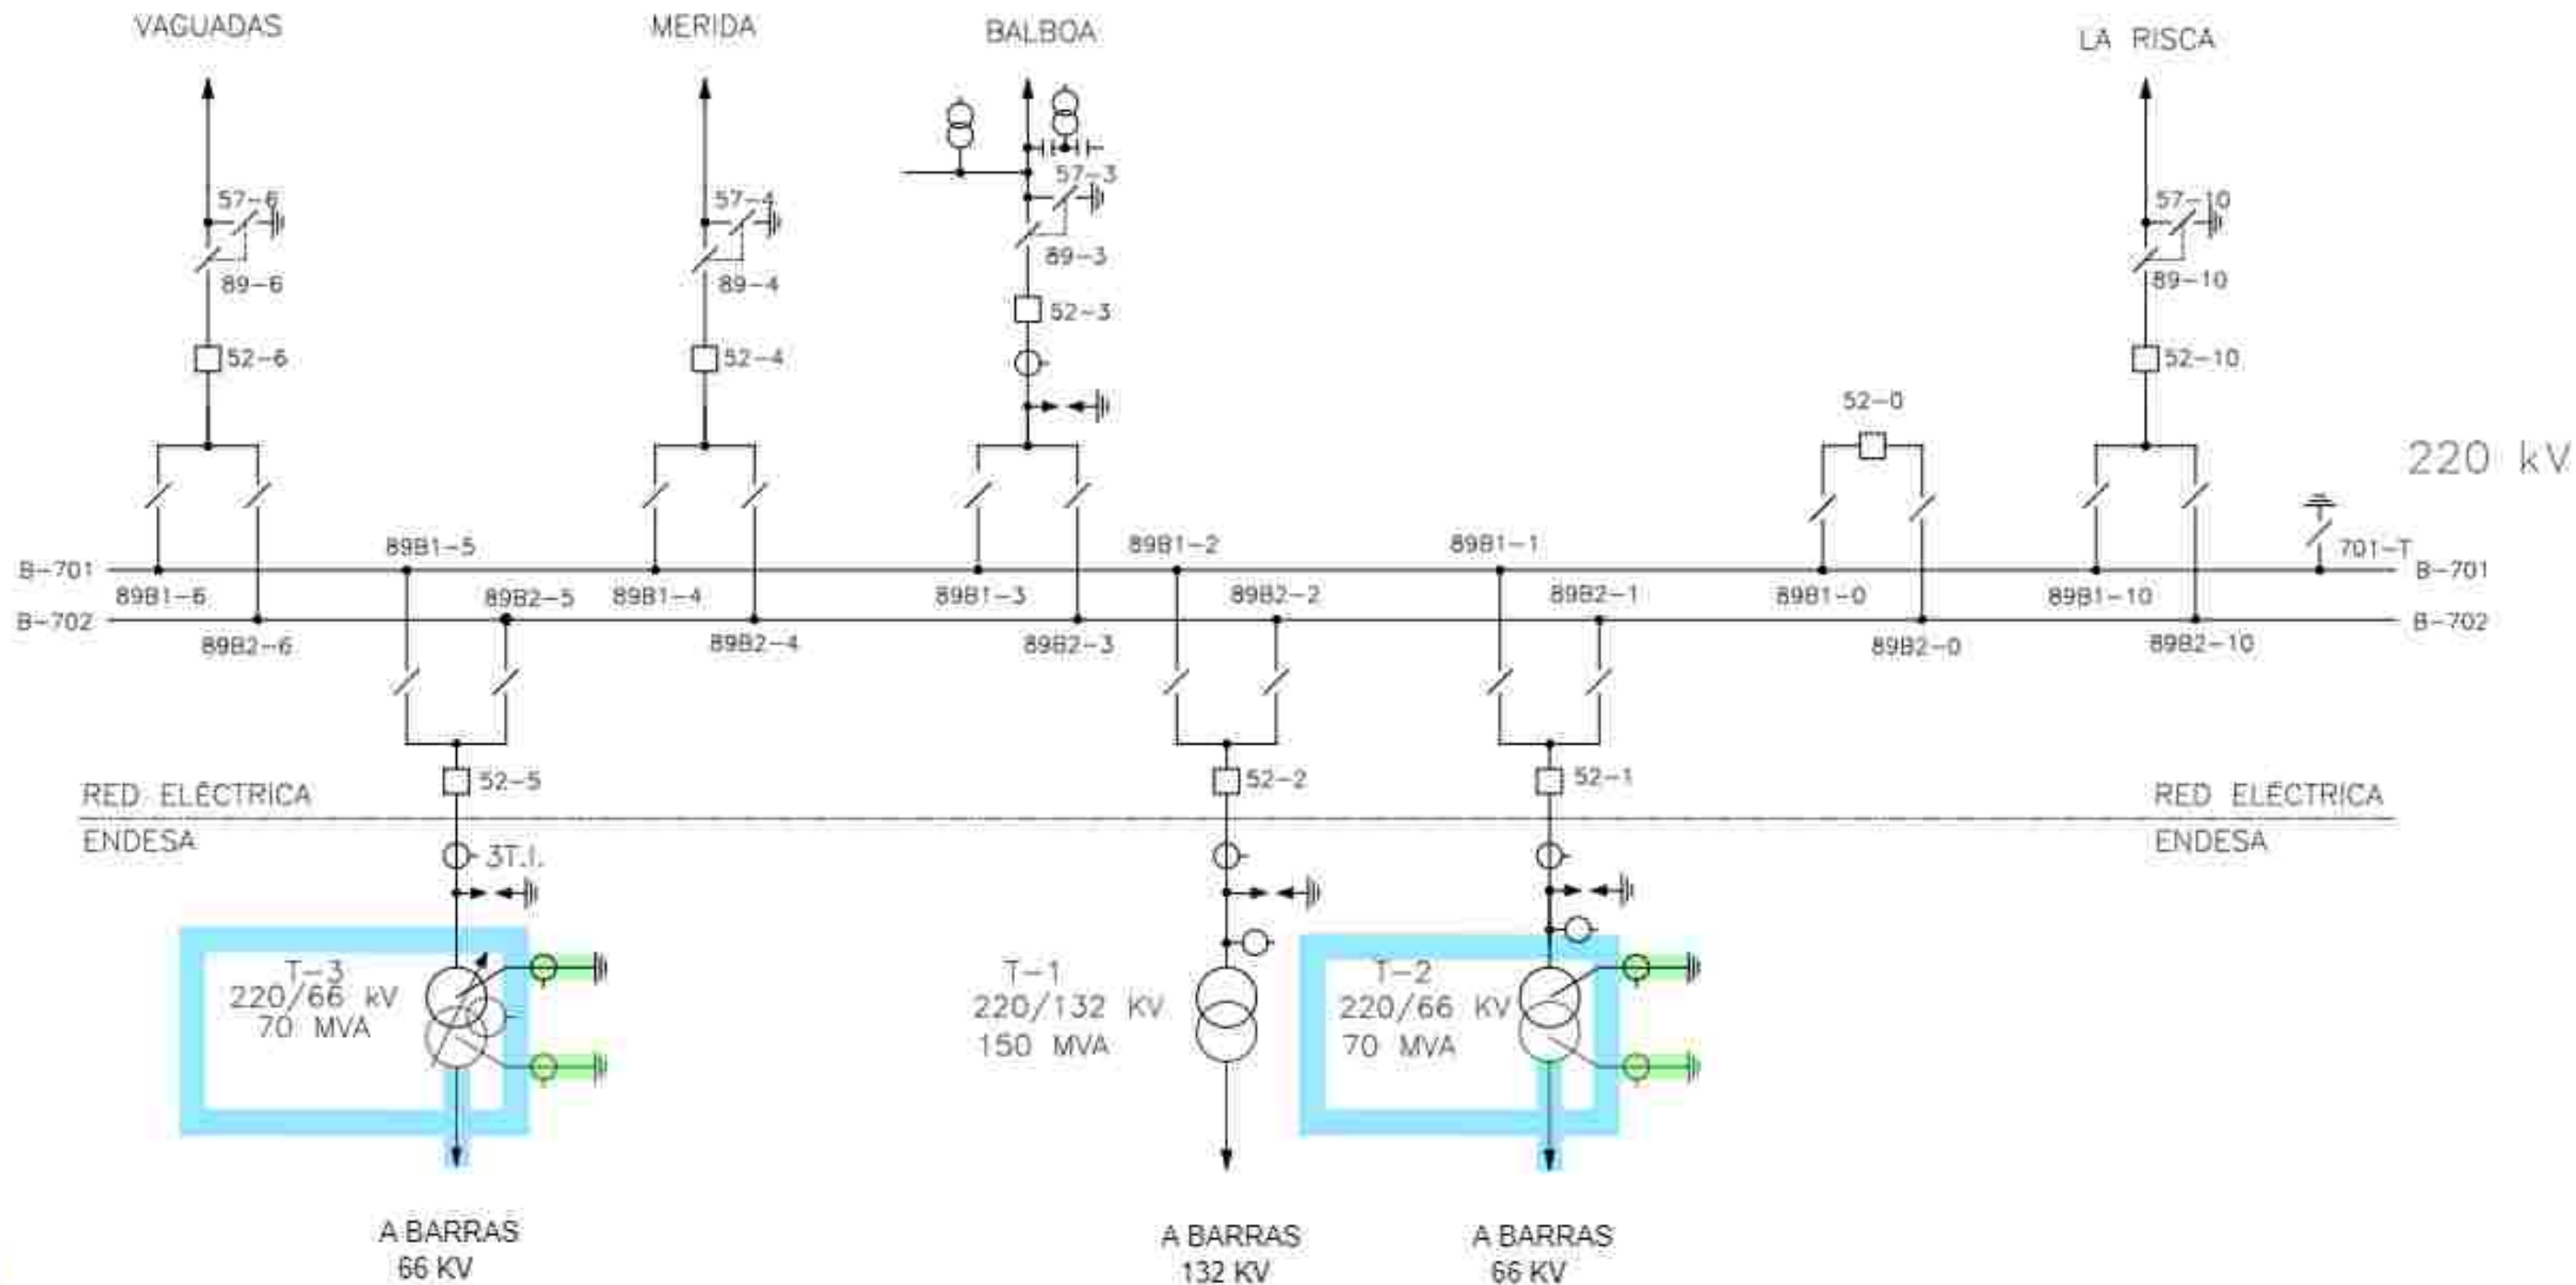 VAGUADAS
MERIDA
BALBOA
LA RISCA
57-6
57-4
57-3
57-10
89-6
89-4
89-3
89-10
52-6
52-4
52-3
52-10
52-0
220 kV
89B1-5
89B1-2
89B1-1
701-T
B-701
B-701
89B1-6
89B2-5
89B1-4
89B1-3
89B2-2
89B2-1
89B1-0
89B1-10
B-702
B-702
89B2-6
89B2-4
89B2-3
89B2-0
89B2-10
52-5
52-2
52-1
RED ELÉCTRICA
RED ELÉCTRICA
ENDESA
ENDESA
3T.I.
T-3
220/66 kV
70 MVA
T-1
220/132 KV
150 MVA
T-2
220/66 KV
70 MVA
A BARRAS
66 KV
A BARRAS
132 KV
A BARRAS
66 KV